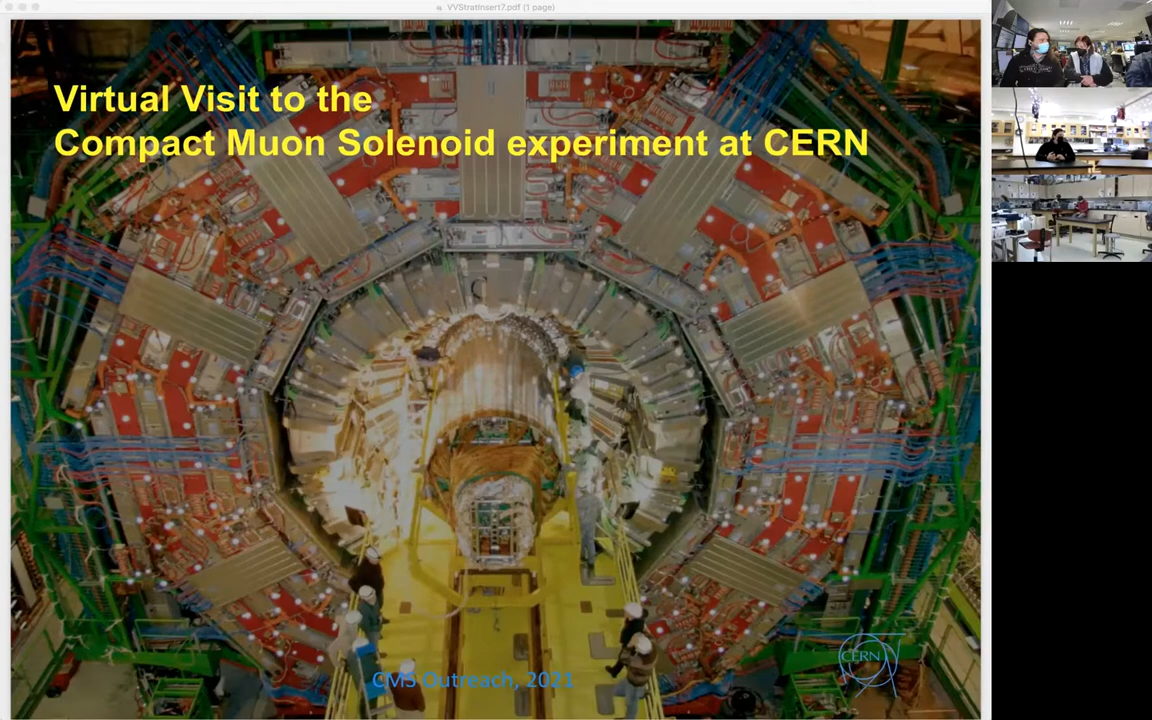 VVStratInsert7.pdf (1 page)
Virtual Visit to the
Compact Muon Solenoid experiment at CERN
CMS Outreach, 2021
CERN